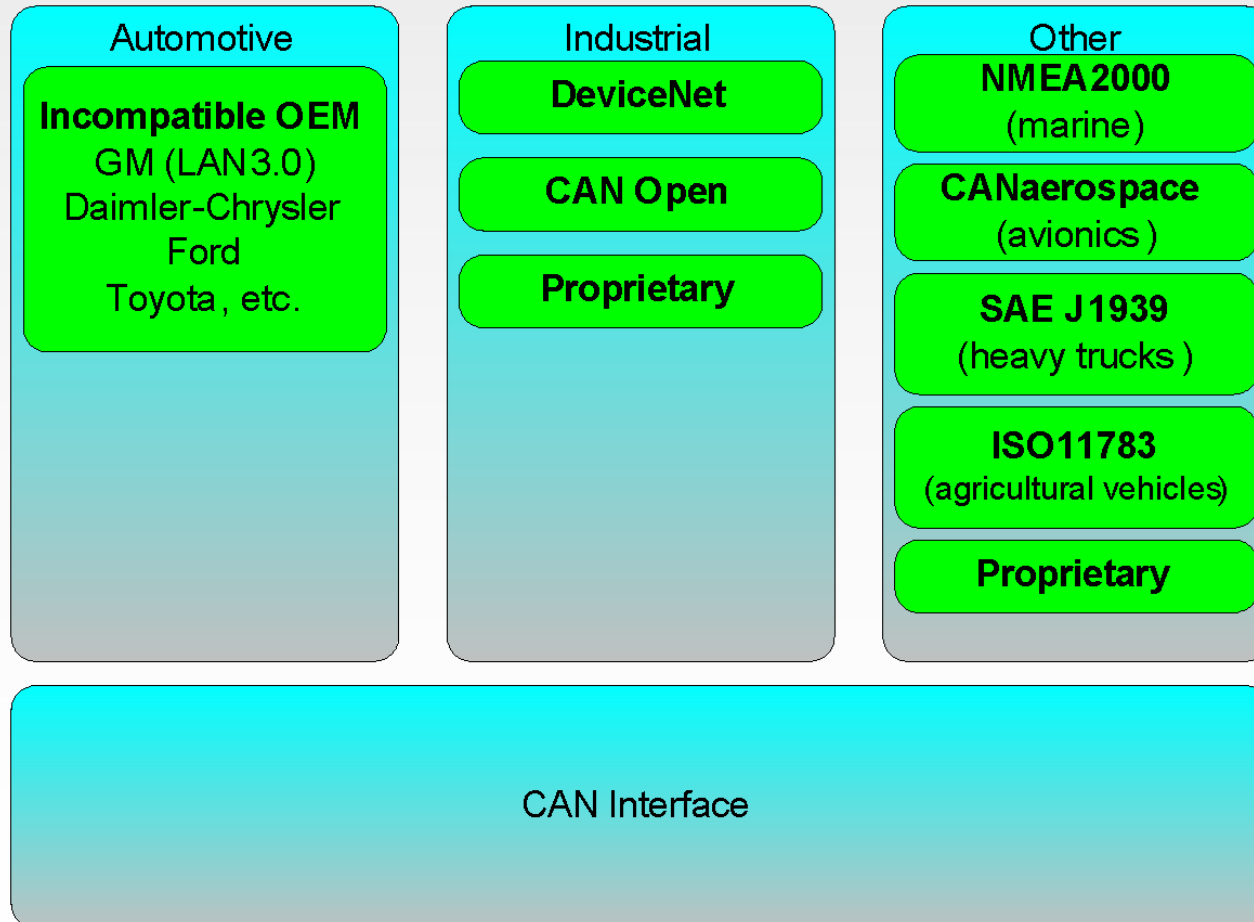 Automotive
Incompatible OEM
GM (LAN3.0)
Daimler-Chrysler
Ford
Toyota, etc.
Industrial
DeviceNet
CAN Open
Proprietary
Other
NMEA2000
(marine)
CANaerospace
(avionics)
SAE J1939
(heavy trucks)
ISO11783
(agricultural vehicles)
Proprietary
CAN Interface